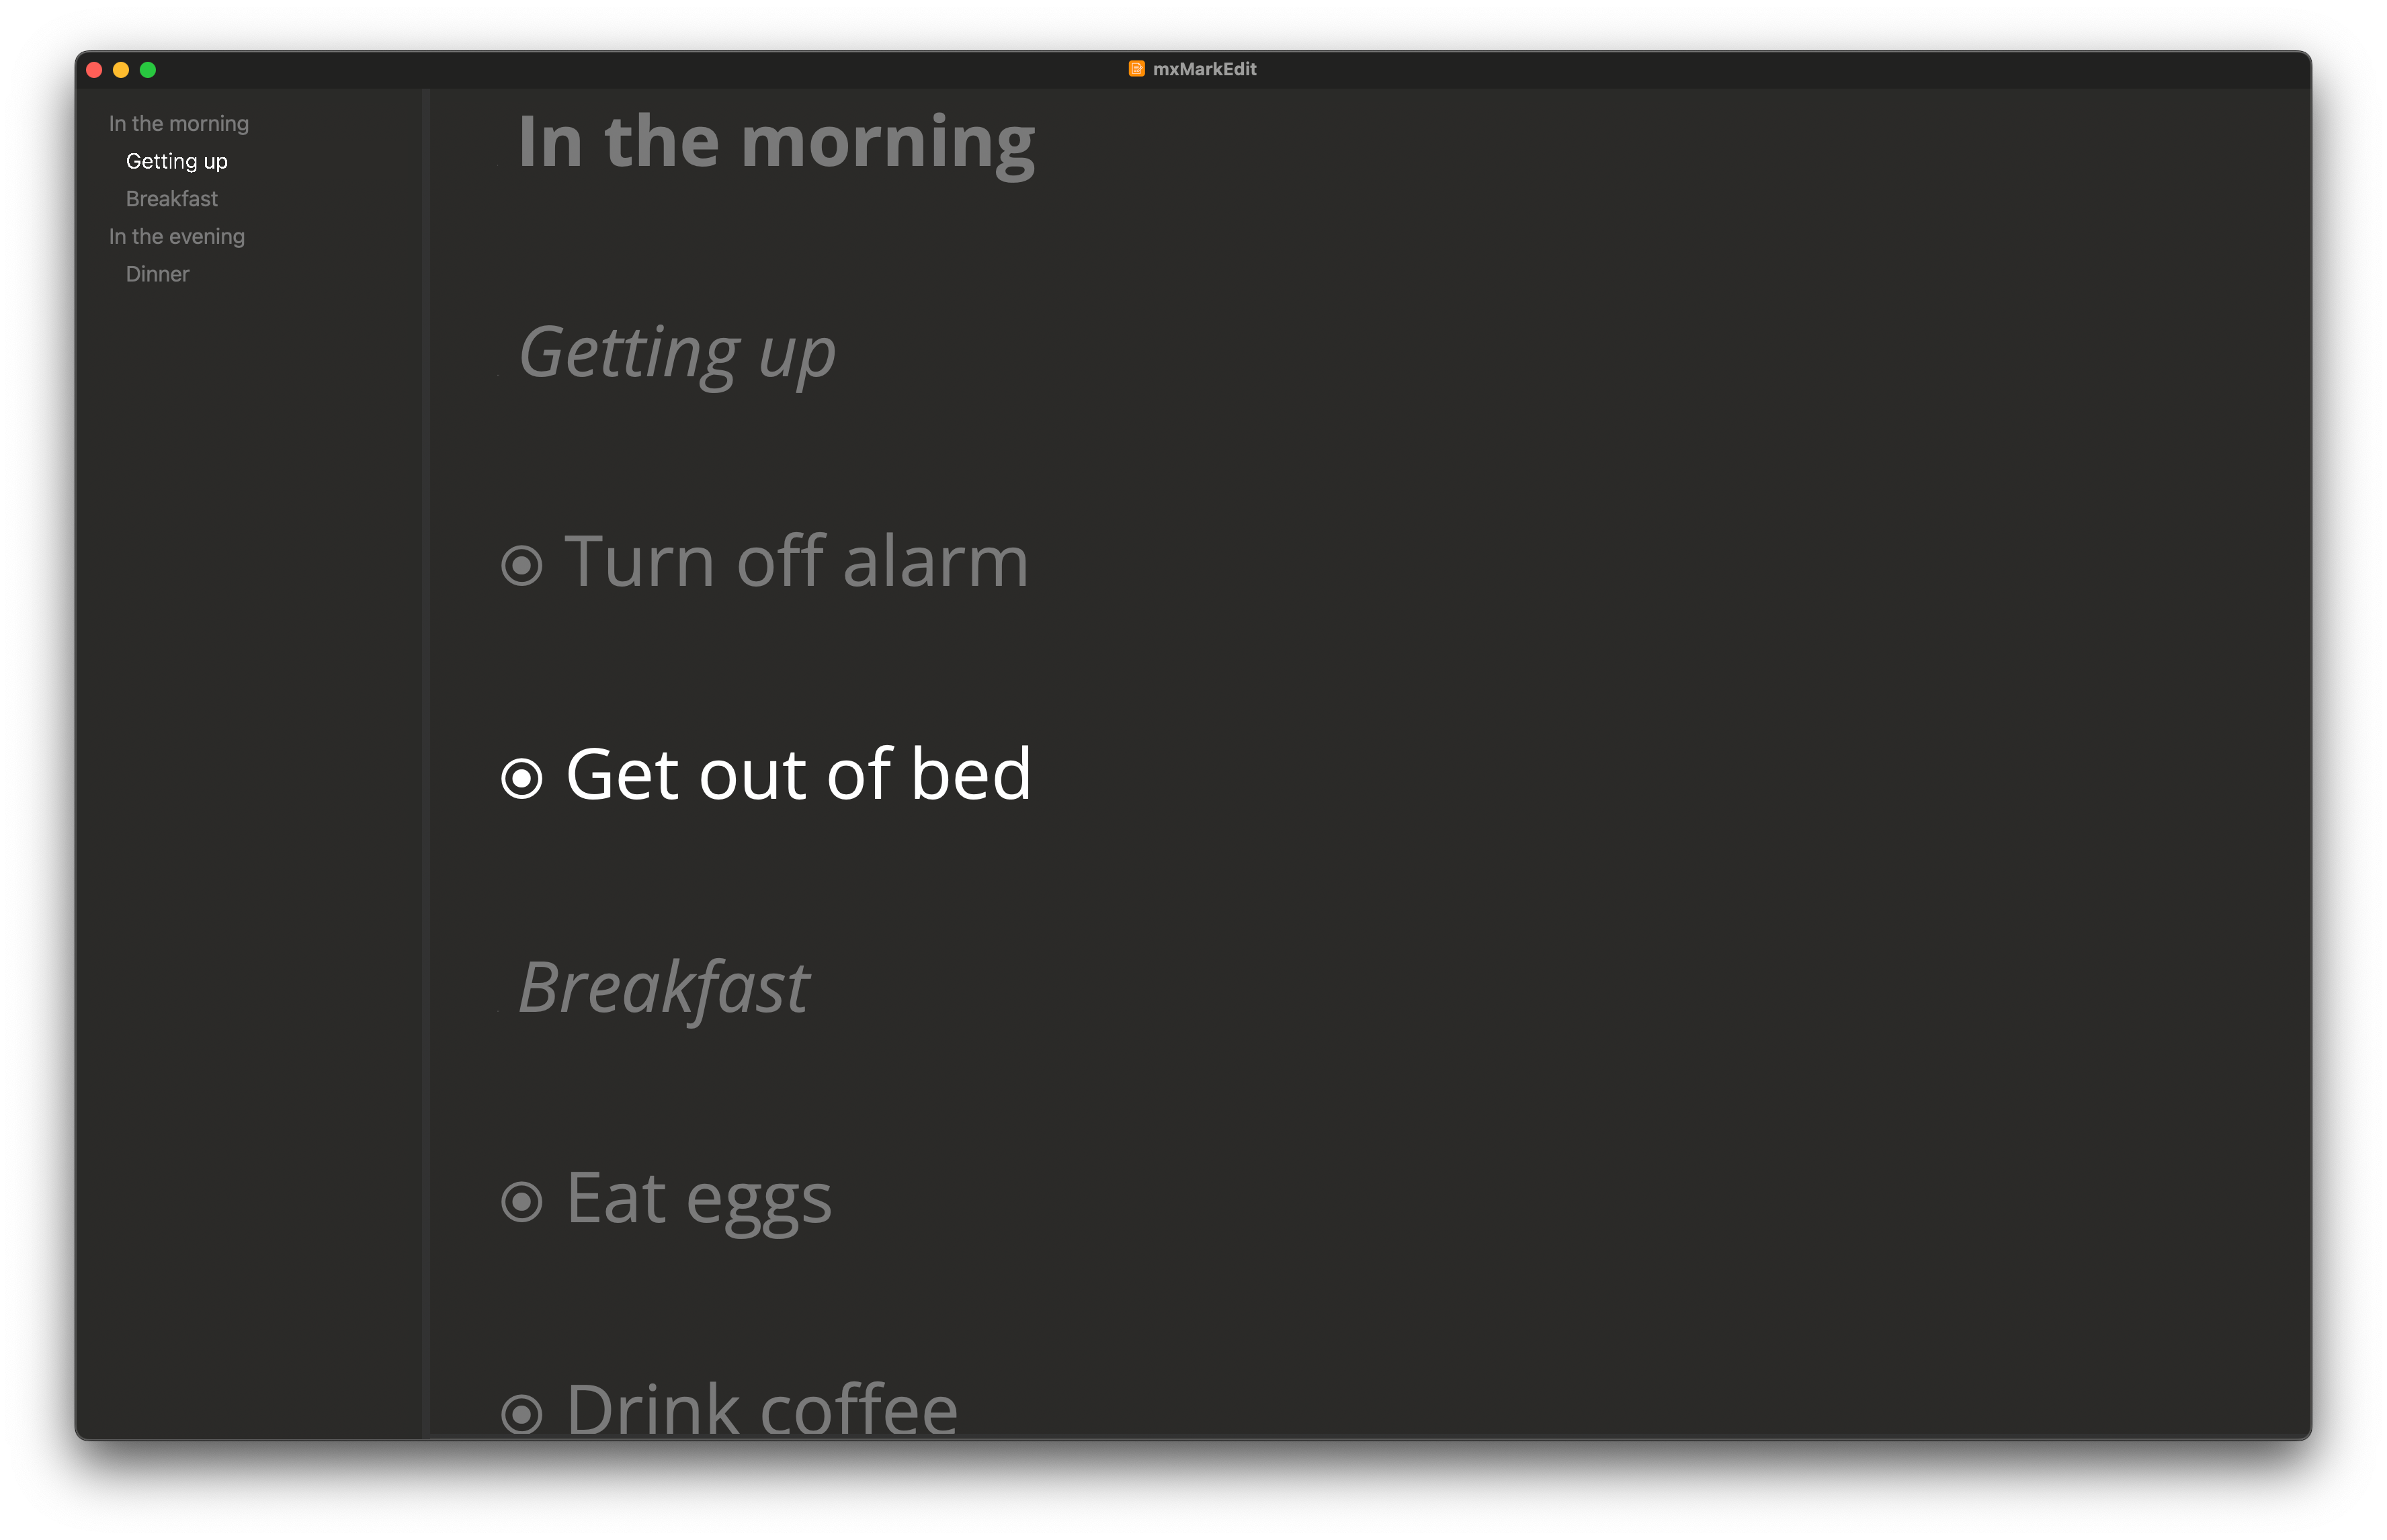 mxMarkEdit
In the morning
Getting up
Breakfast
In the evening
Dinner
In the morning
Getting up
Turn off alarm
Get out of bed
Breakfast
Eat eggs
Drink coffee